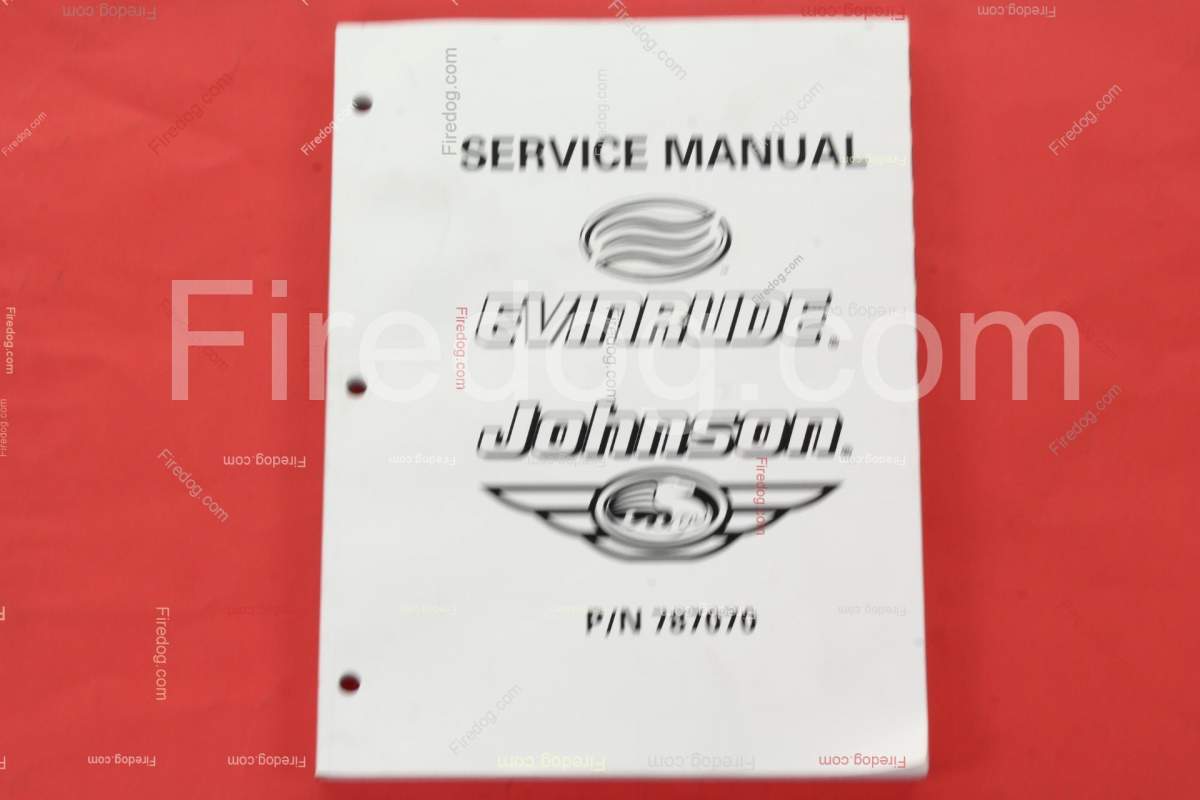 SERVICE MANUAL
EVINRUDE®
Johnson®
P/N 787070
Firedog.com